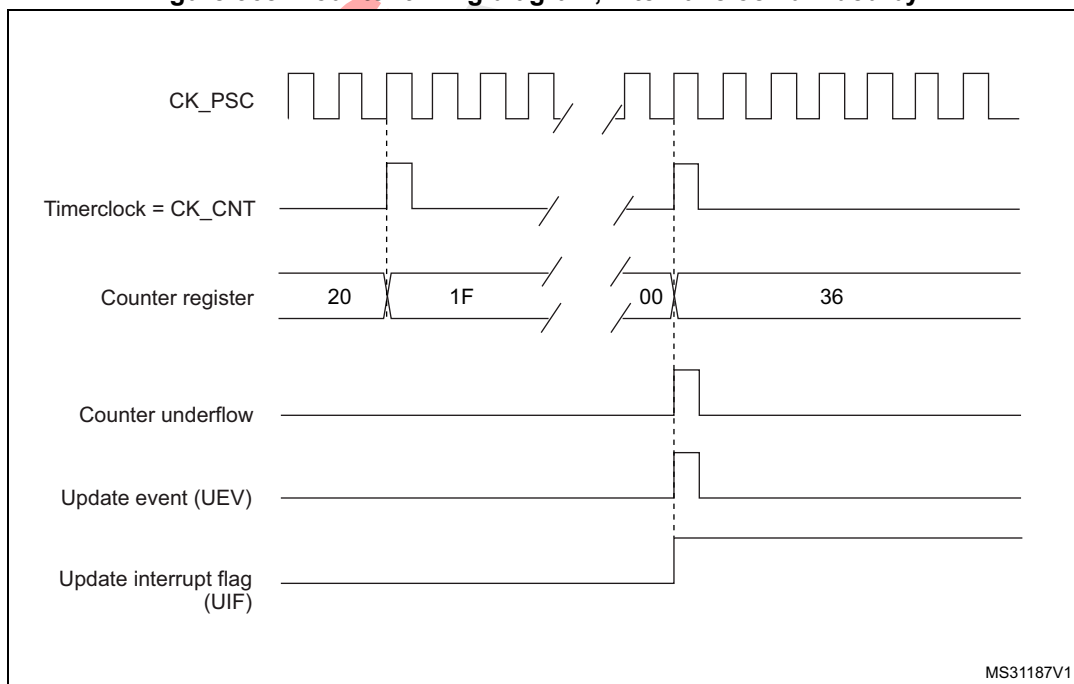 CK_PSC
Timerclock = CK_CNT
Counter register
20
1F
00
36
Counter underflow
Update event (UEV)
Update interrupt flag
(UIF)
MS31187V1